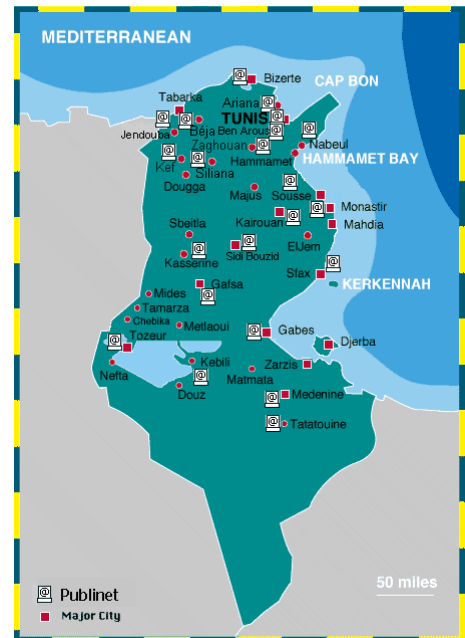 MEDITERRANEAN
Bizerte
CAP BON
Tabarka
Ariana
TUNIS
Jendouba
Béja
Ben Arous
Nabeul
Zaghouan
Kef
Siliana
Hammamet
HAMMAMET BAY
Dougga
Majus
Sousse
Monastir
Kairouan
Mahdia
Sbeitla
ElJem
Sidi Bouzid
Kasserine
Sfax
KERKENNAH
Gafsa
Mides
Tamarza
Chebika
Metlaoui
Gabes
Tozeur
Djerba
Nefta
Kebili
Zarzis
Matmata
Douz
Medenine
Tatatouine
@ Publinet
50 miles
Major City